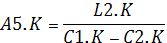 A5.K = L2.K / (C1.K − C2.K)